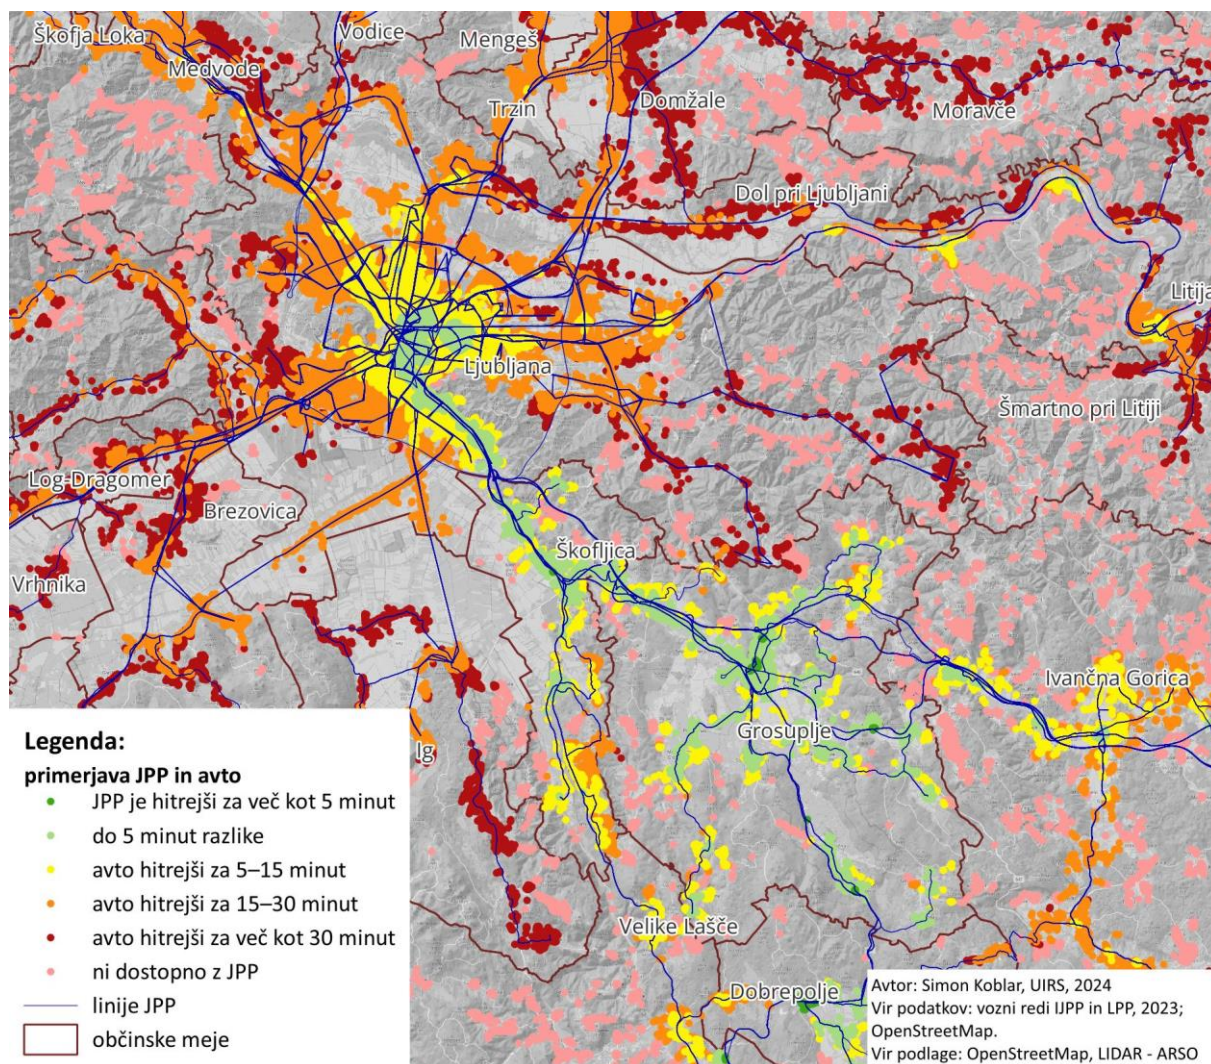 Škofja Loka
Vodice
Mengeš
Medvode
Trzin
Domžale
Moravče
Dol pri Ljubljani
Litija
Ljubljana
Šmartno pri Litiji
Log-Dragomer
Brezovica
Škofljica
Vrhnika
Ivančna Gorica
Grosuplje
Ig
Velike Lašče
Dobrepolje
Legenda:
primerjava JPP in avto
JPP je hitrejši za več kot 5 minut
do 5 minut razlike
avto hitrejši za 5–15 minut
avto hitrejši za 15–30 minut
avto hitrejši za več kot 30 minut
ni dostopno z JPP
linije JPP
občinske meje
Avtor: Simon Koblar, UIRS, 2024
Vir podatkov: vozni redi IJPP in LPP, 2023;
OpenStreetMap.
Vir podlage: OpenStreetMap, LIDAR - ARSO